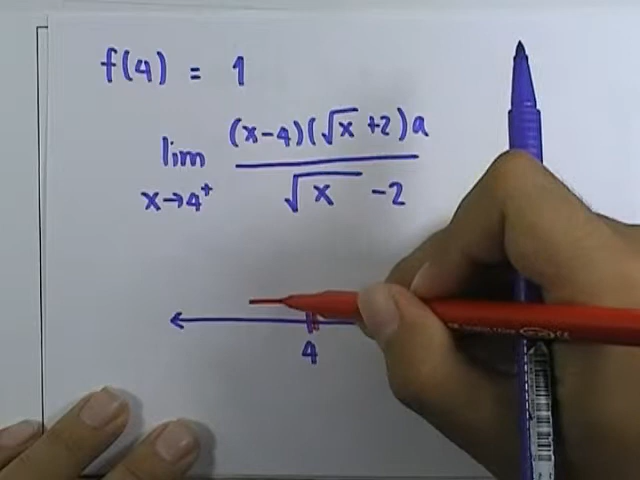 f(4) = 1
lim x→4⁺ (x-4)(√x +2)a / √x -2
4